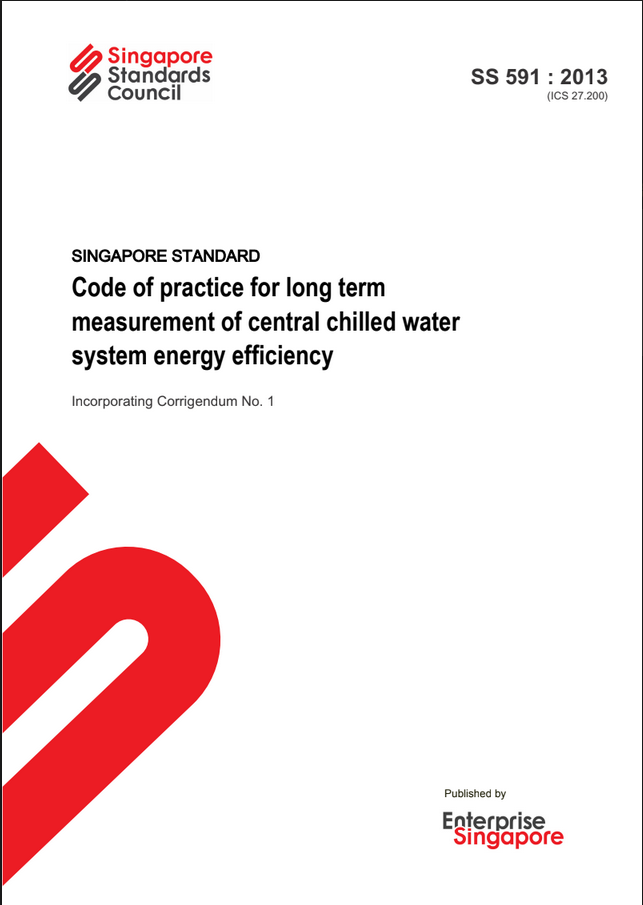 Singapore
Standards
Council
SS 591 : 2013
(ICS 27.200)
SINGAPORE STANDARD
Code of practice for long term
measurement of central chilled water
system energy efficiency
Incorporating Corrigendum No. 1
Published by
Enterprise
Singapore